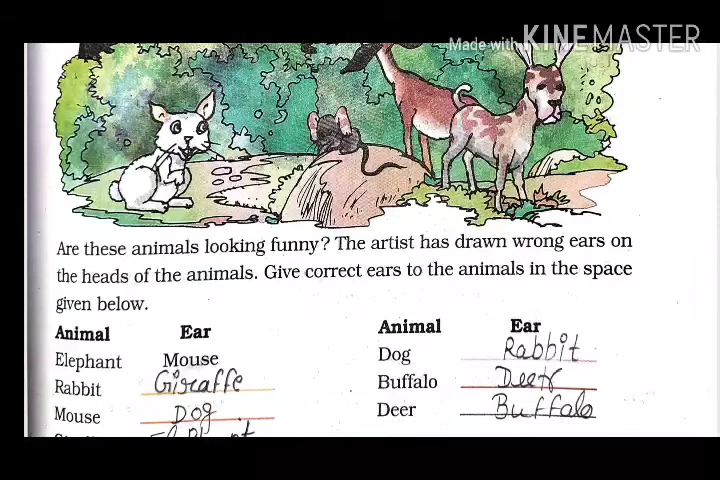 Made with KINEMASTER
Are these animals looking funny? The artist has drawn wrong ears on
the heads of the animals. Give correct ears to the animals in the space
given below.
Animal Ear
Elephant Mouse
Rabbit Giraffe
Mouse Dog
Animal Ear
Dog Rabbit
Buffalo Deer
Deer Buffalo